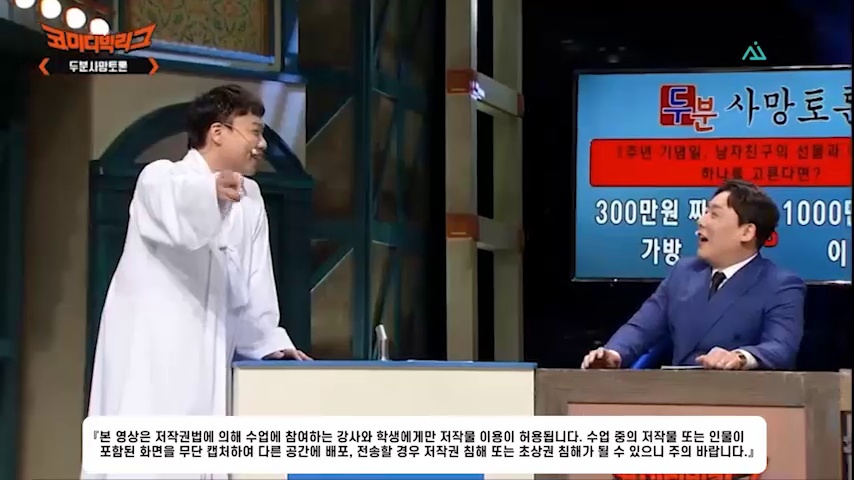 코미디빅리그
두분사망토론
두분 사망토론
1주년 기념일, 남자친구의 선물과
하나를 고른다면?
300만원 짜
가방
1000만
이
『본 영상은 저작권법에 의해 수업에 참여하는 강사와 학생에게만 저작물 이용이 허용됩니다. 수업 중의 저작물 또는 인물이
포함된 화면을 무단 캡처하여 다른 공간에 배포, 전송할 경우 저작권 침해 또는 초상권 침해가 될 수 있으니 주의 바랍니다.』